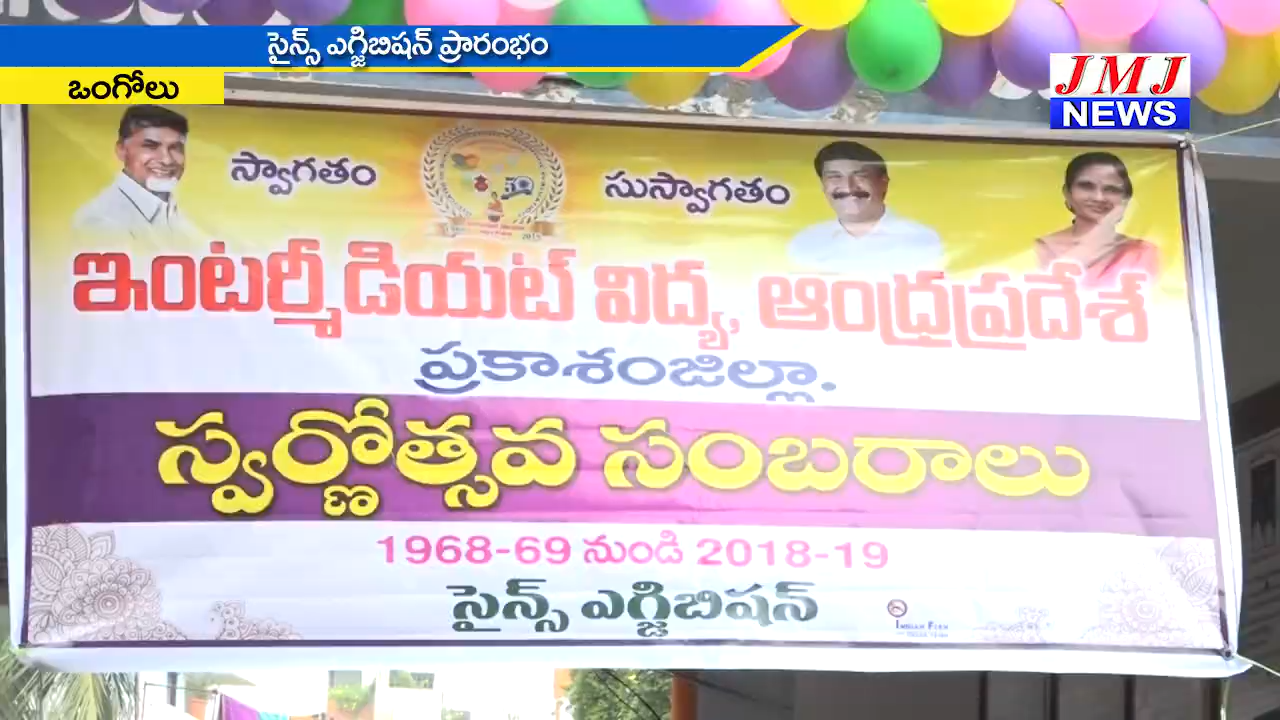 సైన్స్ ఎగ్జిబిషన్ ప్రారంభం
ఒంగోలు
JMJ
NEWS
స్వాగతం
సుస్వాగతం
ఇంటర్మీడియట్ విద్య, ఆంధ్రప్రదేశ్
ప్రకాశంజిల్లా.
స్వర్ణోత్సవ సంబరాలు
1968-69 నుండి 2018-19
సైన్స్ ఎగ్జిబిషన్